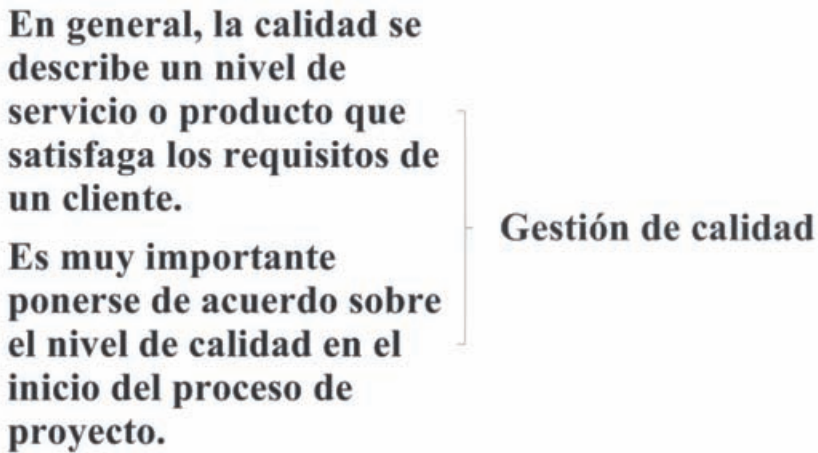 En general, la calidad se
describe un nivel de
servicio o producto que
satisfaga los requisitos de
un cliente.
Es muy importante
ponerse de acuerdo sobre
el nivel de calidad en el
inicio del proceso de
proyecto.
Gestión de calidad